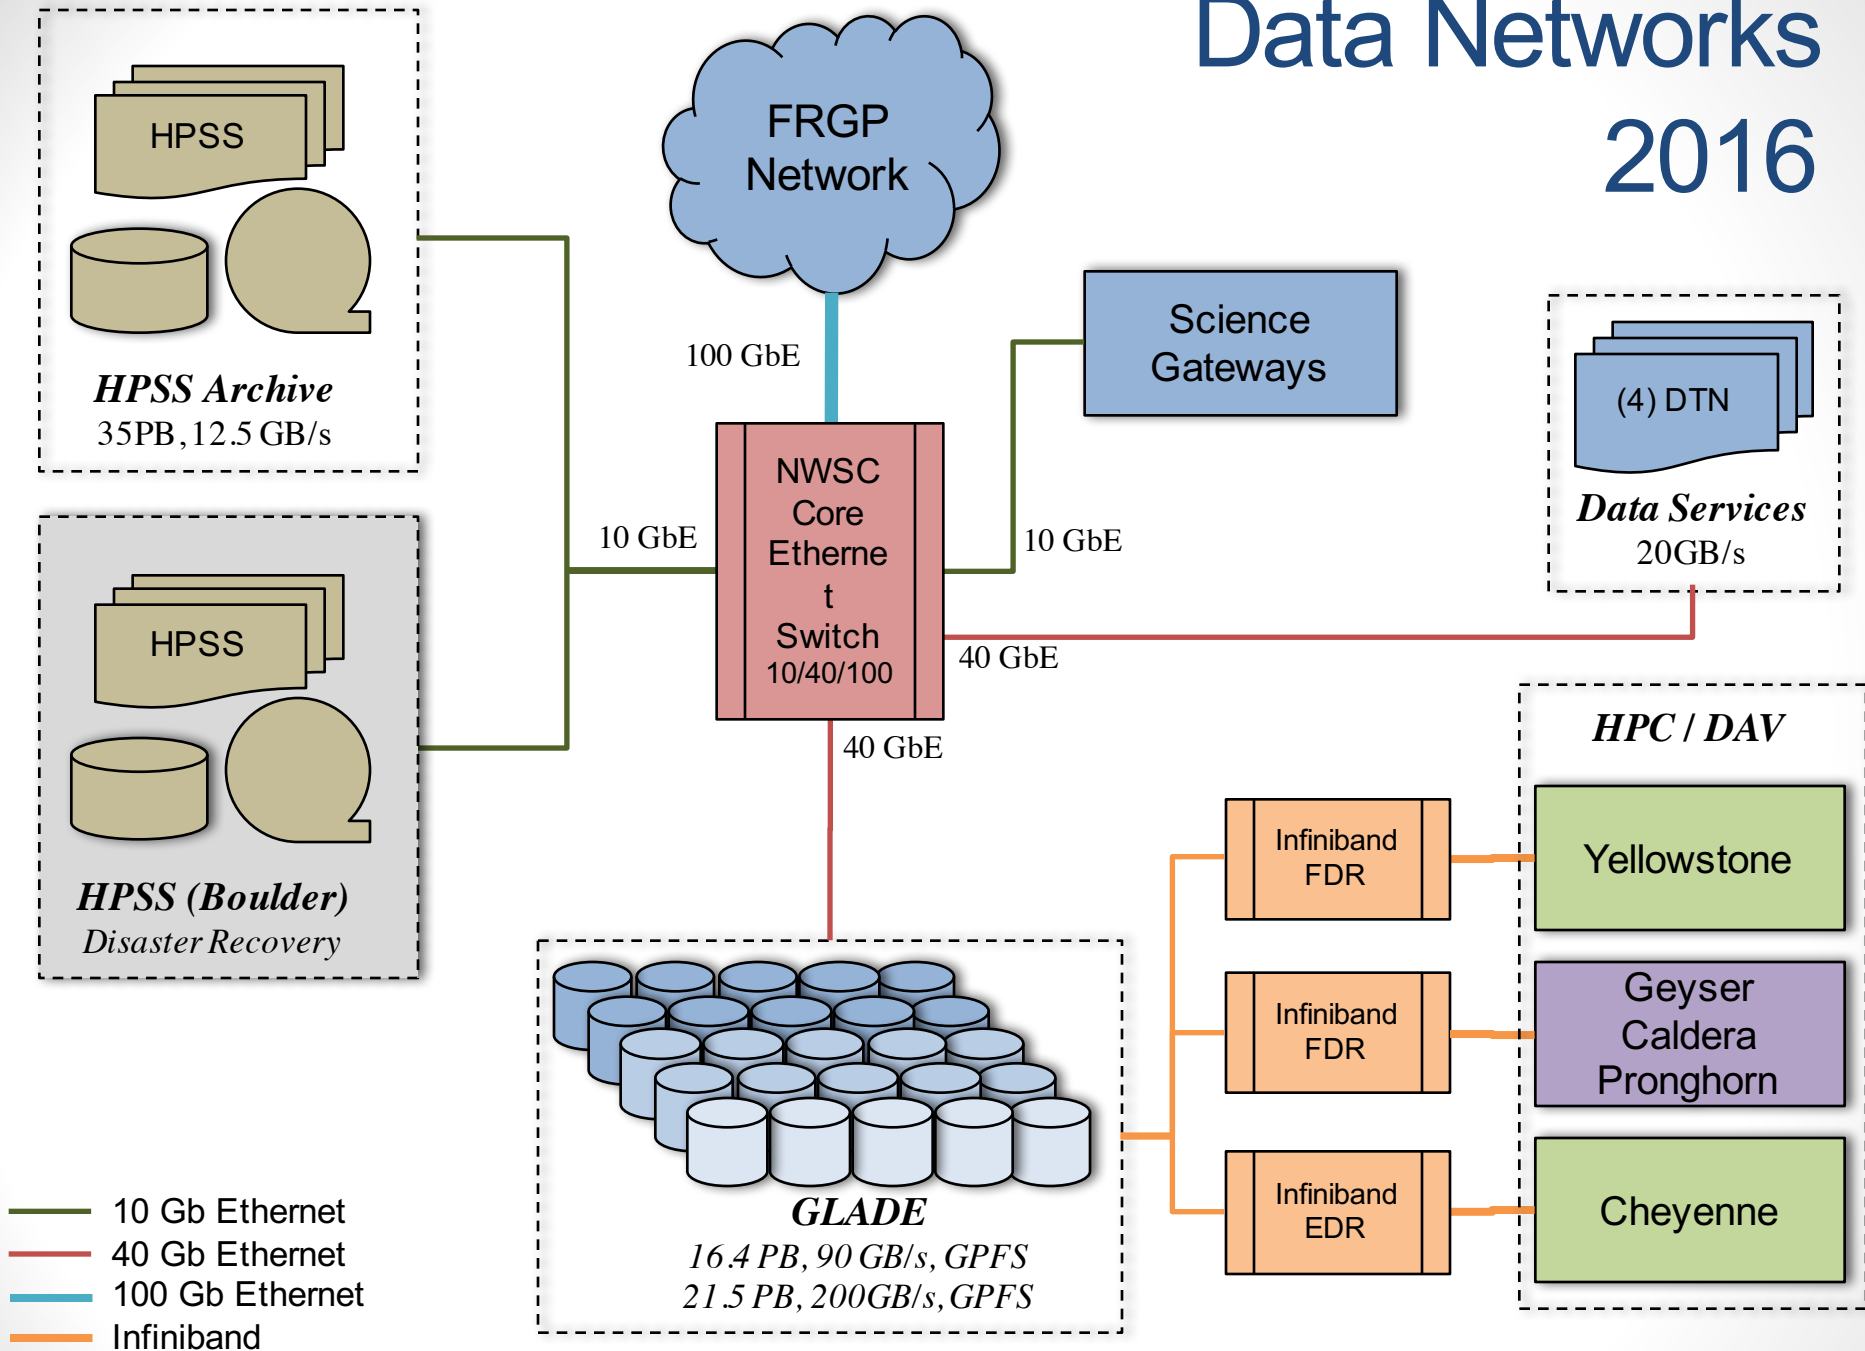 Data Networks
2016
HPSS
HPSS Archive
35PB, 12.5 GB/s
FRGP
Network
100 GbE
Science
Gateways
(4) DTN
Data Services
20GB/s
NWSC
Core
Etherne
t
Switch
10/40/100
10 GbE
10 GbE
40 GbE
40 GbE
HPSS
HPSS (Boulder)
Disaster Recovery
HPC / DAV
Infiniband
FDR
Yellowstone
Infiniband
FDR
Geyser
Caldera
Pronghorn
Infiniband
EDR
Cheyenne
GLADE
16.4 PB, 90 GB/s, GPFS
21.5 PB, 200GB/s, GPFS
10 Gb Ethernet
40 Gb Ethernet
100 Gb Ethernet
Infiniband